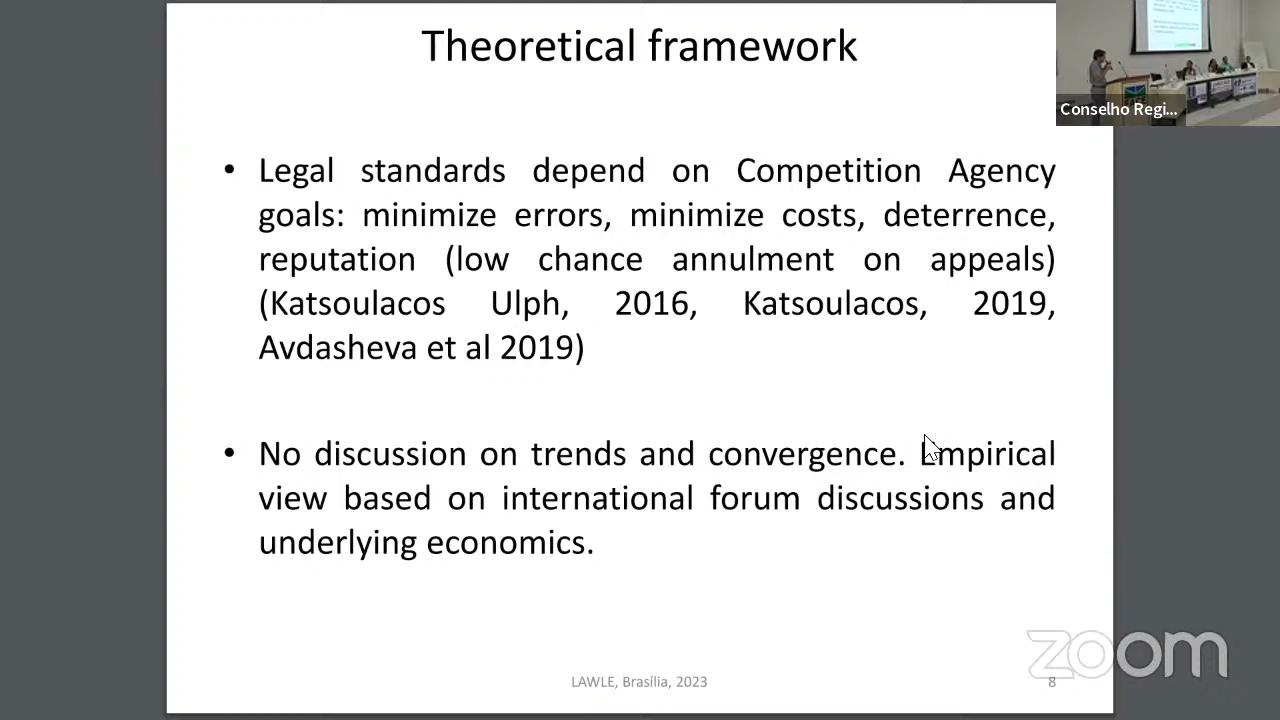 Theoretical framework
Conselho Regi...
• Legal standards depend on Competition Agency
goals: minimize errors, minimize costs, deterrence,
reputation (low chance annulment on appeals)
(Katsoulacos Ulph, 2016, Katsoulacos, 2019,
Avdasheva et al 2019)
• No discussion on trends and convergence. Empirical
view based on international forum discussions and
underlying economics.
zoom
LAWLE, Brasília, 2023
8